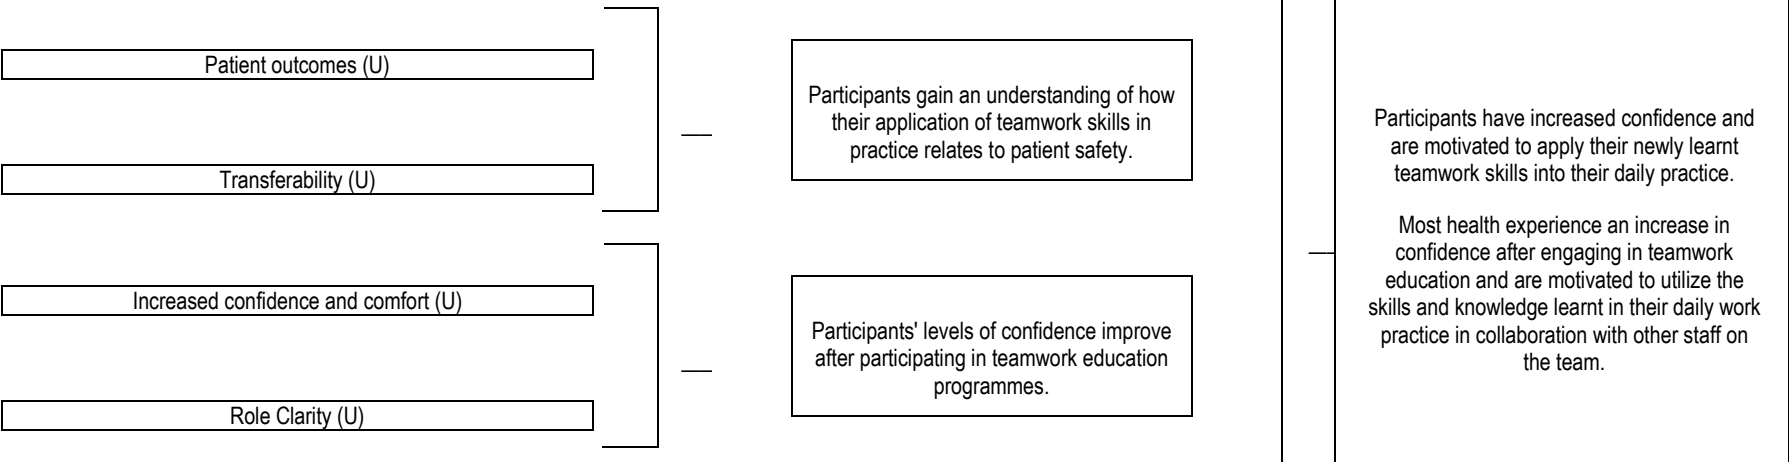 Patient outcomes (U)
Transferability (U)
Participants gain an understanding of how
their application of teamwork skills in
practice relates to patient safety.
Increased confidence and comfort (U)
Role Clarity (U)
Participants' levels of confidence improve
after participating in teamwork education
programmes.
Participants have increased confidence and
are motivated to apply their newly learnt
teamwork skills into their daily practice.
Most health experience an increase in
confidence after engaging in teamwork
education and are motivated to utilize the
skills and knowledge learnt in their daily work
practice in collaboration with other staff on
the team.